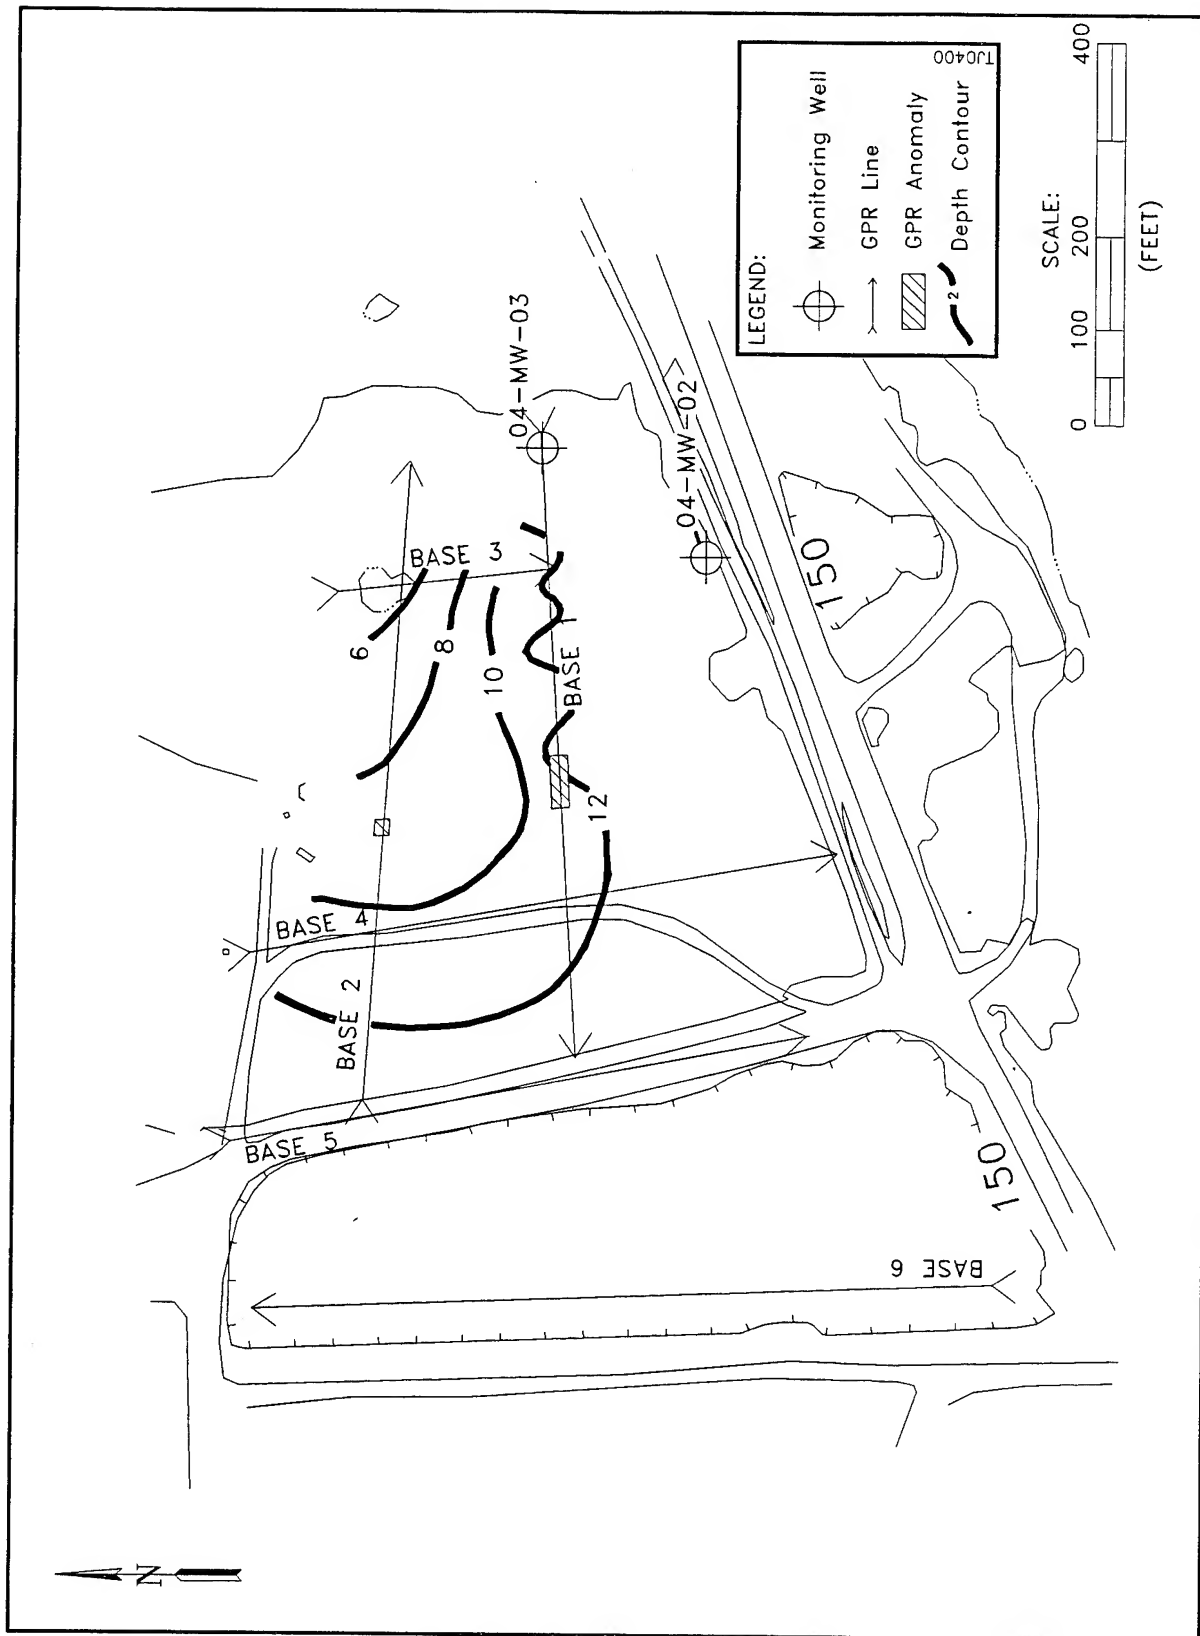 LEGEND:
Monitoring Well
GPR Line
GPR Anomaly
2
Depth Contour
TJ0400
SCALE:
0 100 200 400
(FEET)
04-MW-03
04-MW-02
BASE 3
6
8
10
BASE 1
12
BASE 4
BASE 2
BASE 5
BASE 6
150
150
N